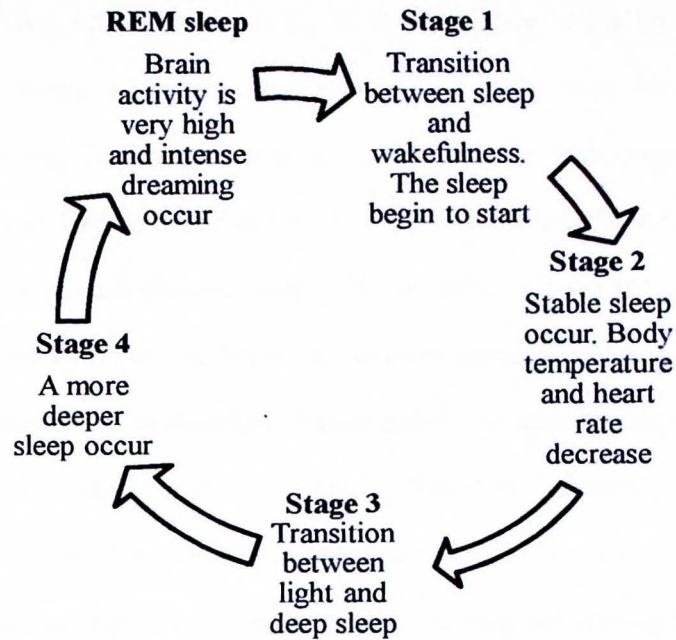 REM sleep
Brain
activity is
very high
and intense
dreaming
occur
Stage 1
Transition
between sleep
and
wakefulness.
The sleep
begin to start
Stage 2
Stable sleep
occur. Body
temperature
and heart
rate
decrease
Stage 3
Transition
between
light and
deep sleep
Stage 4
A more
deeper
sleep occur